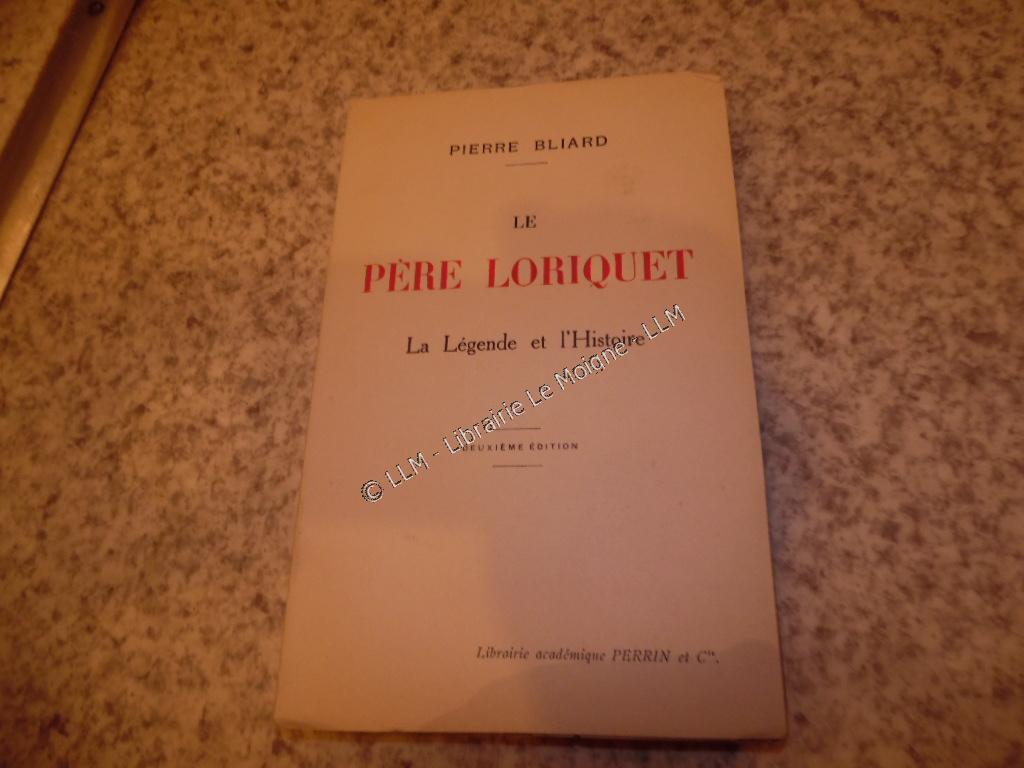 PIERRE BLIARD
LE
PÈRE LORIQUET
La Légende et l'Histoire
DEUXIÈME ÉDITION
Librairie académique PERRIN et Cie.
© LLM - Librairie Le Moigne - LLM